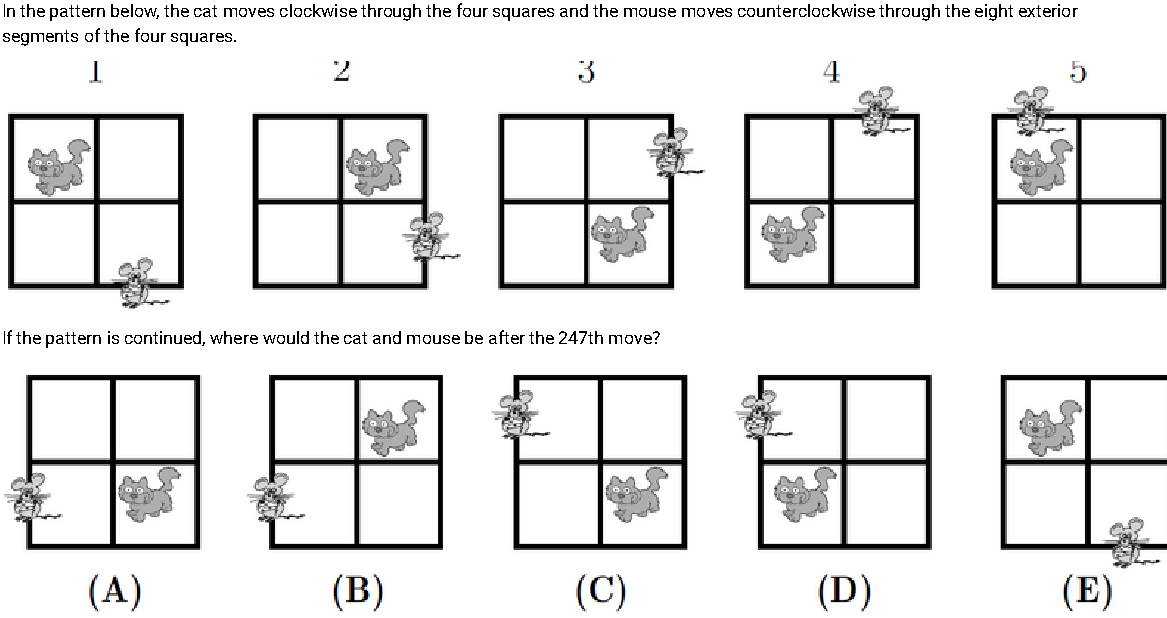 In the pattern below, the cat moves clockwise through the four squares and the mouse moves counterclockwise through the eight exterior
segments of the four squares.
1 2 3 4 5
If the pattern is continued, where would the cat and mouse be after the 247th move?
(A) (B) (C) (D) (E)